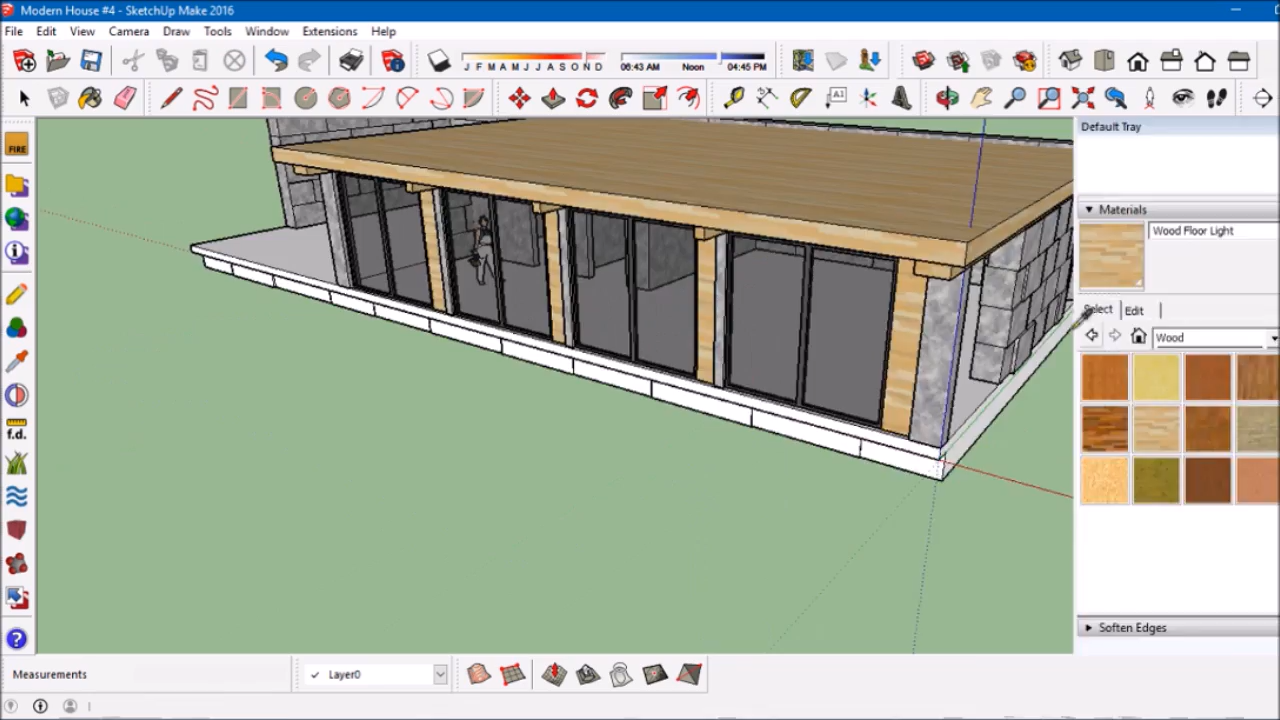 Modern House #4 - SketchUp Make 2016
File Edit View Camera Draw Tools Window Extensions Help
J F M A M J J A S O N D 06:43 AM Noon 04:45 PM
A1
Default Tray
FIRE
Materials
Wood Floor Light
Select Edit
Wood
f.d.
Soften Edges
Measurements Layer0